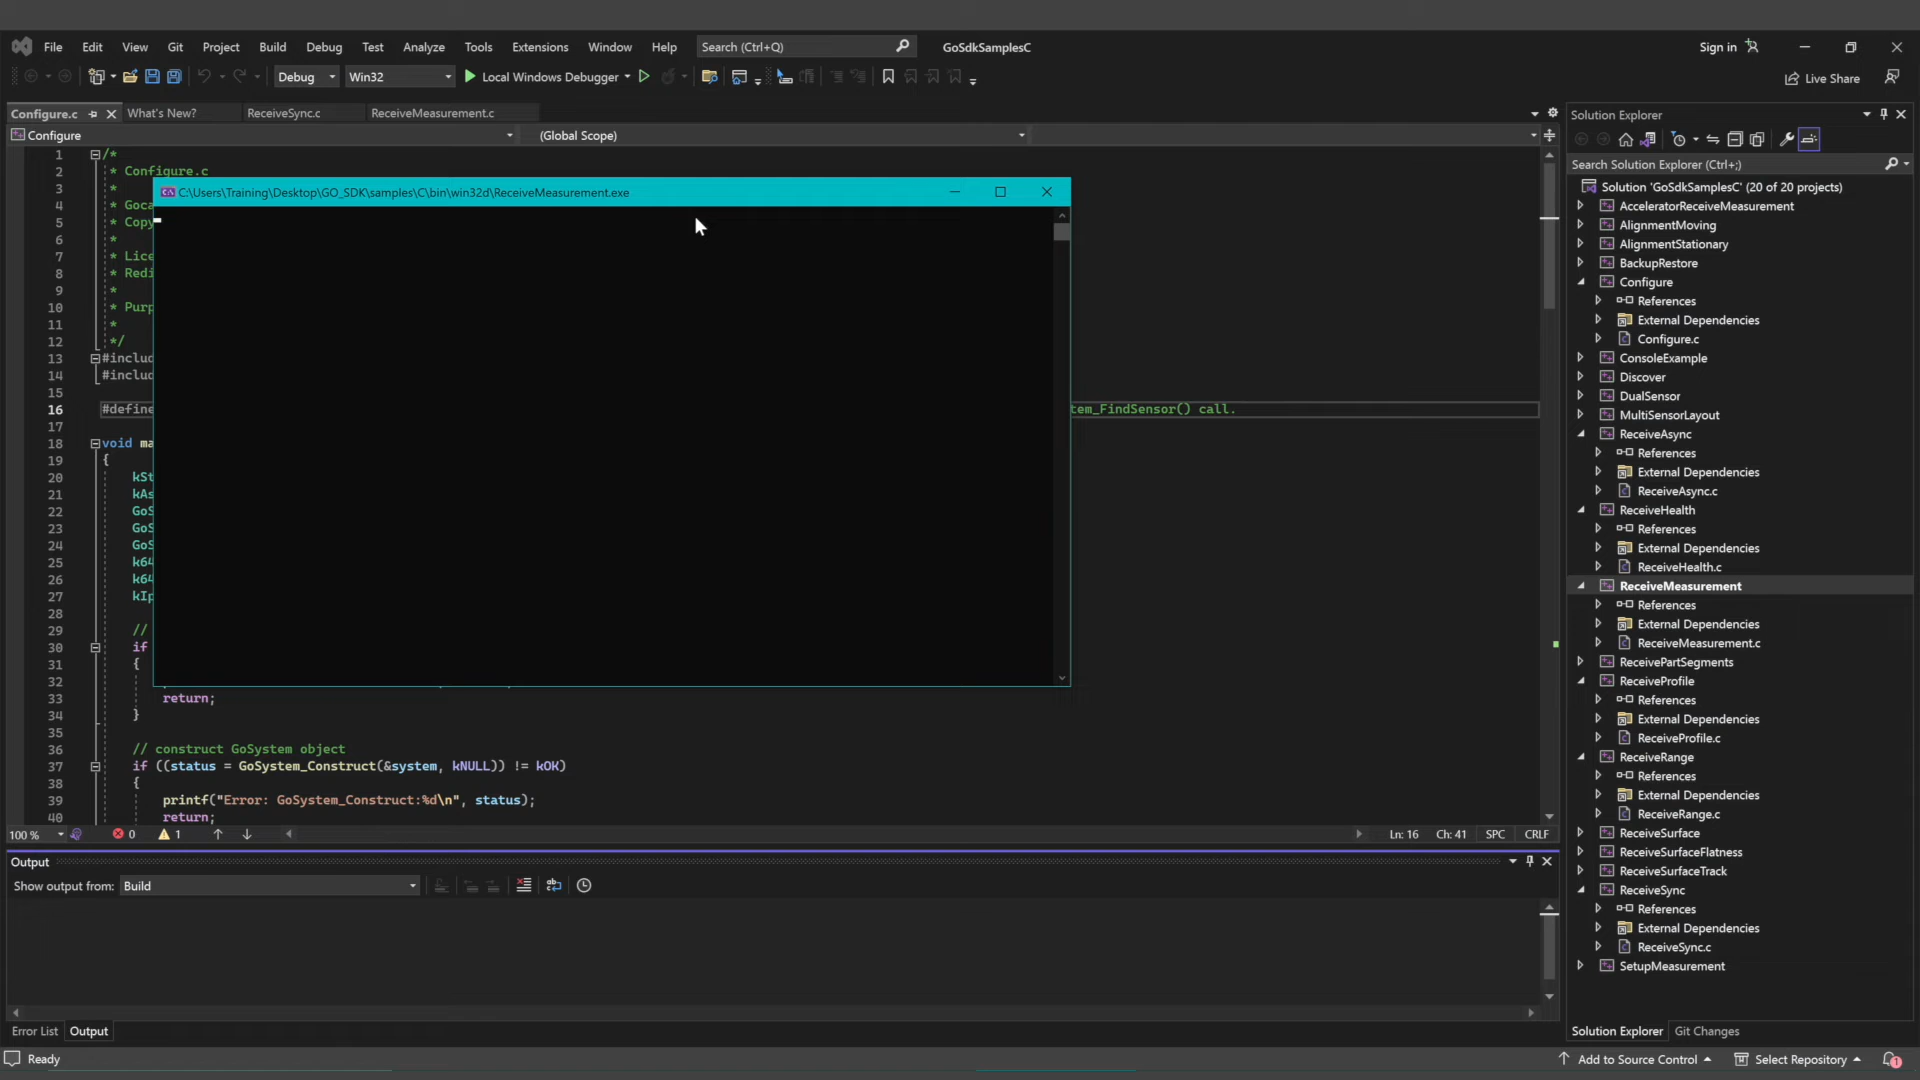 File Edit View Git Project Build Debug Test Analyze Tools Extensions Window Help Search (Ctrl+Q) GoSdkSamplesC Sign in
Debug Win32 Local Windows Debugger Live Share
Configure.c What's New? ReceiveSync.c ReceiveMeasurement.c
Configure (Global Scope)
1 /*
2 * Configure.c
3 *
4 * Goca
5 * Copy
6 *
7 * Lice
8 * Redi
9 *
10 * Purp
11 *
12 */
13 #includ
14 #includ
15
16 #define tem_FindSensor() call.
17
18 void ma
19 {
20 kSt
21 kAs
22 GoS
23 GoS
24 GoS
25 k64
26 k64
27 kIp
28
29 //
30 if
31 {
32
33 return;
34 }
35
36 // construct GoSystem object
37 if ((status = GoSystem_Construct(&system, kNULL)) != kOK)
38 {
39 printf("Error: GoSystem_Construct:%d\n", status);
40 return;
C:\Users\Training\Desktop\GO_SDK\samples\C\bin\win32d\ReceiveMeasurement.exe
100 % 0 1 Ln: 16 Ch: 41 SPC CRLF
Output
Show output from: Build
Error List Output
Ready
Solution Explorer
Search Solution Explorer (Ctrl+;)
Solution 'GoSdkSamplesC' (20 of 20 projects)
AcceleratorReceiveMeasurement
AlignmentMoving
AlignmentStationary
BackupRestore
Configure
References
External Dependencies
Configure.c
ConsoleExample
Discover
DualSensor
MultiSensorLayout
ReceiveAsync
References
External Dependencies
ReceiveAsync.c
ReceiveHealth
References
External Dependencies
ReceiveHealth.c
ReceiveMeasurement
References
External Dependencies
ReceiveMeasurement.c
ReceivePartSegments
ReceiveProfile
References
External Dependencies
ReceiveProfile.c
ReceiveRange
References
External Dependencies
ReceiveRange.c
ReceiveSurface
ReceiveSurfaceFlatness
ReceiveSurfaceTrack
ReceiveSync
References
External Dependencies
ReceiveSync.c
SetupMeasurement
Solution Explorer Git Changes
Add to Source Control Select Repository 1